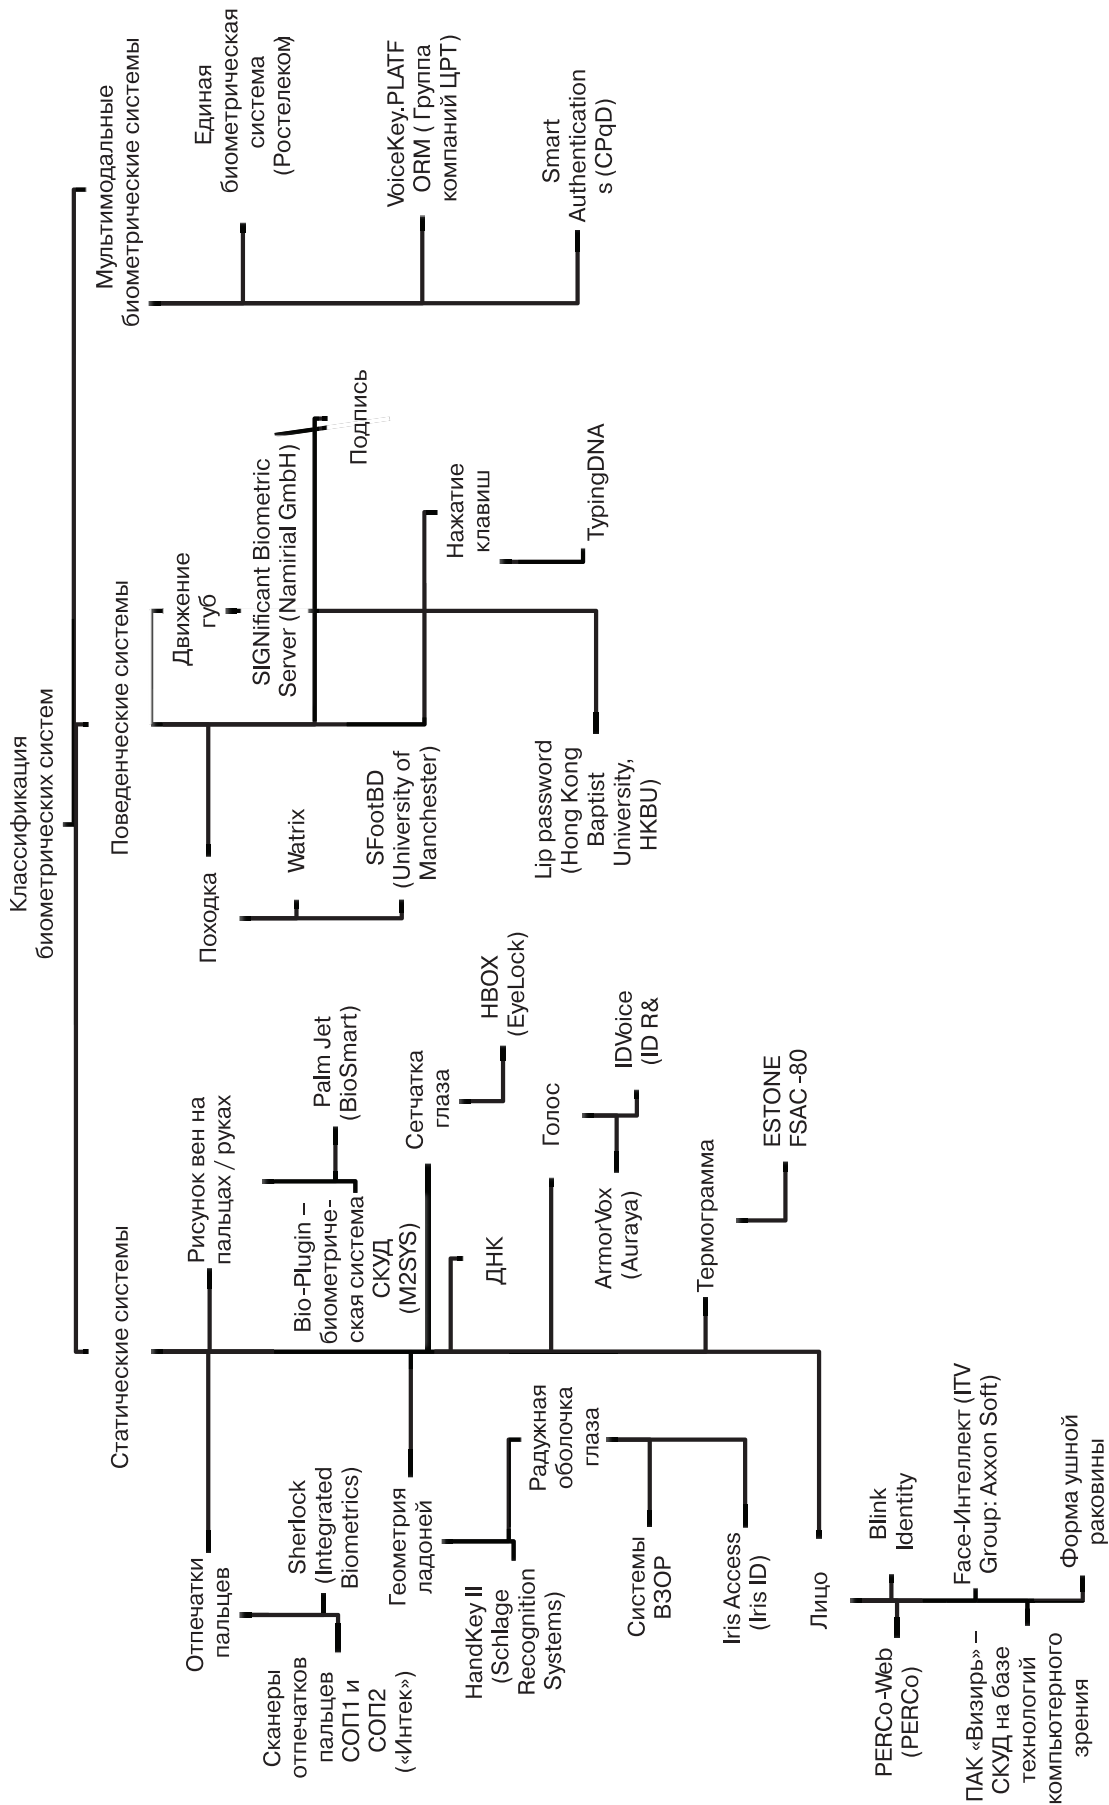 Классификация
биометрических систем
Статические системы
Отпечатки
пальцев
Сканеры
отпечатков
пальцев
СОП1 и
СОП2
(«Интек»)
Sherlock
(Integrated
Biometrics)
Рисунок вен на
пальцах / руках
Bio-Plugin –
биометриче-
ская система
СКУД
(M2SYS)
Palm Jet
(BioSmart)
Геометрия
ладоней
HandKey II
(Schlage
Recognition
Systems)
Сетчатка
глаза
HBOX
(EyeLock)
ДНК
Радужная
оболочка
глаза
Системы
ВЗОР
Iris Access
(Iris ID)
Голос
ArmorVox
(Auraya)
IDVoice
(ID R&
Термограмма
ESTONE
FSAC -80
Лицо
PERCo-Web
(PERCo)
Blink
Identity
ПАК «Визирь» –
СКУД на базе
технологий
компьютерного
зрения
Face-Интеллект (ITV
Group: Axxon Soft)
Форма ушной
раковины
Поведенческие системы
Походка
Watrix
SFootBD
(University of
Manchester)
Движение
губ
Lip password
(Hong Kong
Baptist
University,
HKBU)
SIGNificant Biometric
Server (Namirial GmbH)
Подпись
Нажатие
клавиш
TypingDNA
Мультимодальные
биометрические системы
Единая
биометрическая
система
(Ростелеком)
VoiceKey.PLATF
ORM ( Группа
компаний ЦРТ)
Smart
Authentication
s (CPqD)